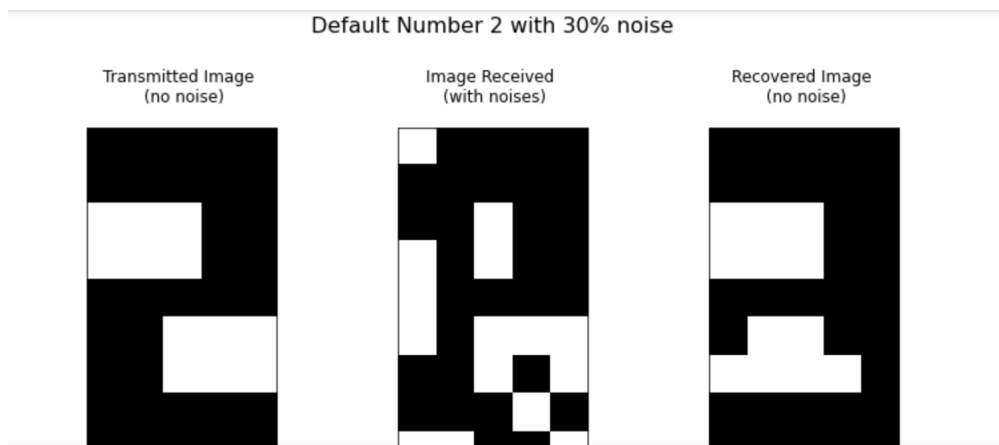 Default Number 2 with 30% noise
Transmitted Image
(no noise)
Image Received
(with noises)
Recovered Image
(no noise)